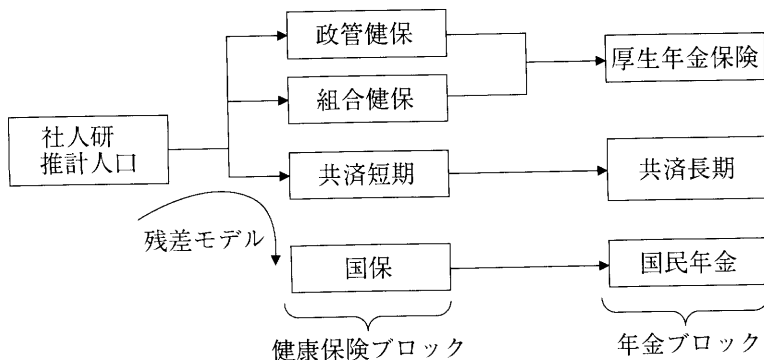 政管健保
厚生年金保険
組合健保
社人研
推計人口
共済短期
共済長期
残差モデル
国保
国民年金
健康保険ブロック
年金ブロック